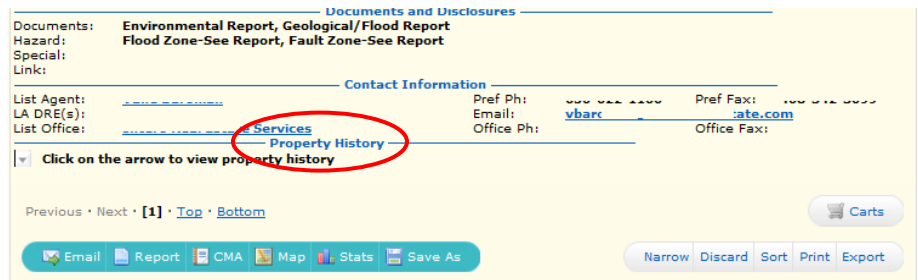 Documents and Disclosures
Documents: Environmental Report, Geological/Flood Report
Hazard: Flood Zone-See Report, Fault Zone-See Report
Special:
Link:
Contact Information
List Agent: Pref Ph: Pref Fax:
LA DRE(s): Email: vbar
List Office: Services Office Ph: Office Fax:
Property History
Click on the arrow to view property history
Previous · Next · [1] · Top · Bottom Carts
Email Report CMA Map Stats Save As Narrow Discard Sort Print Export